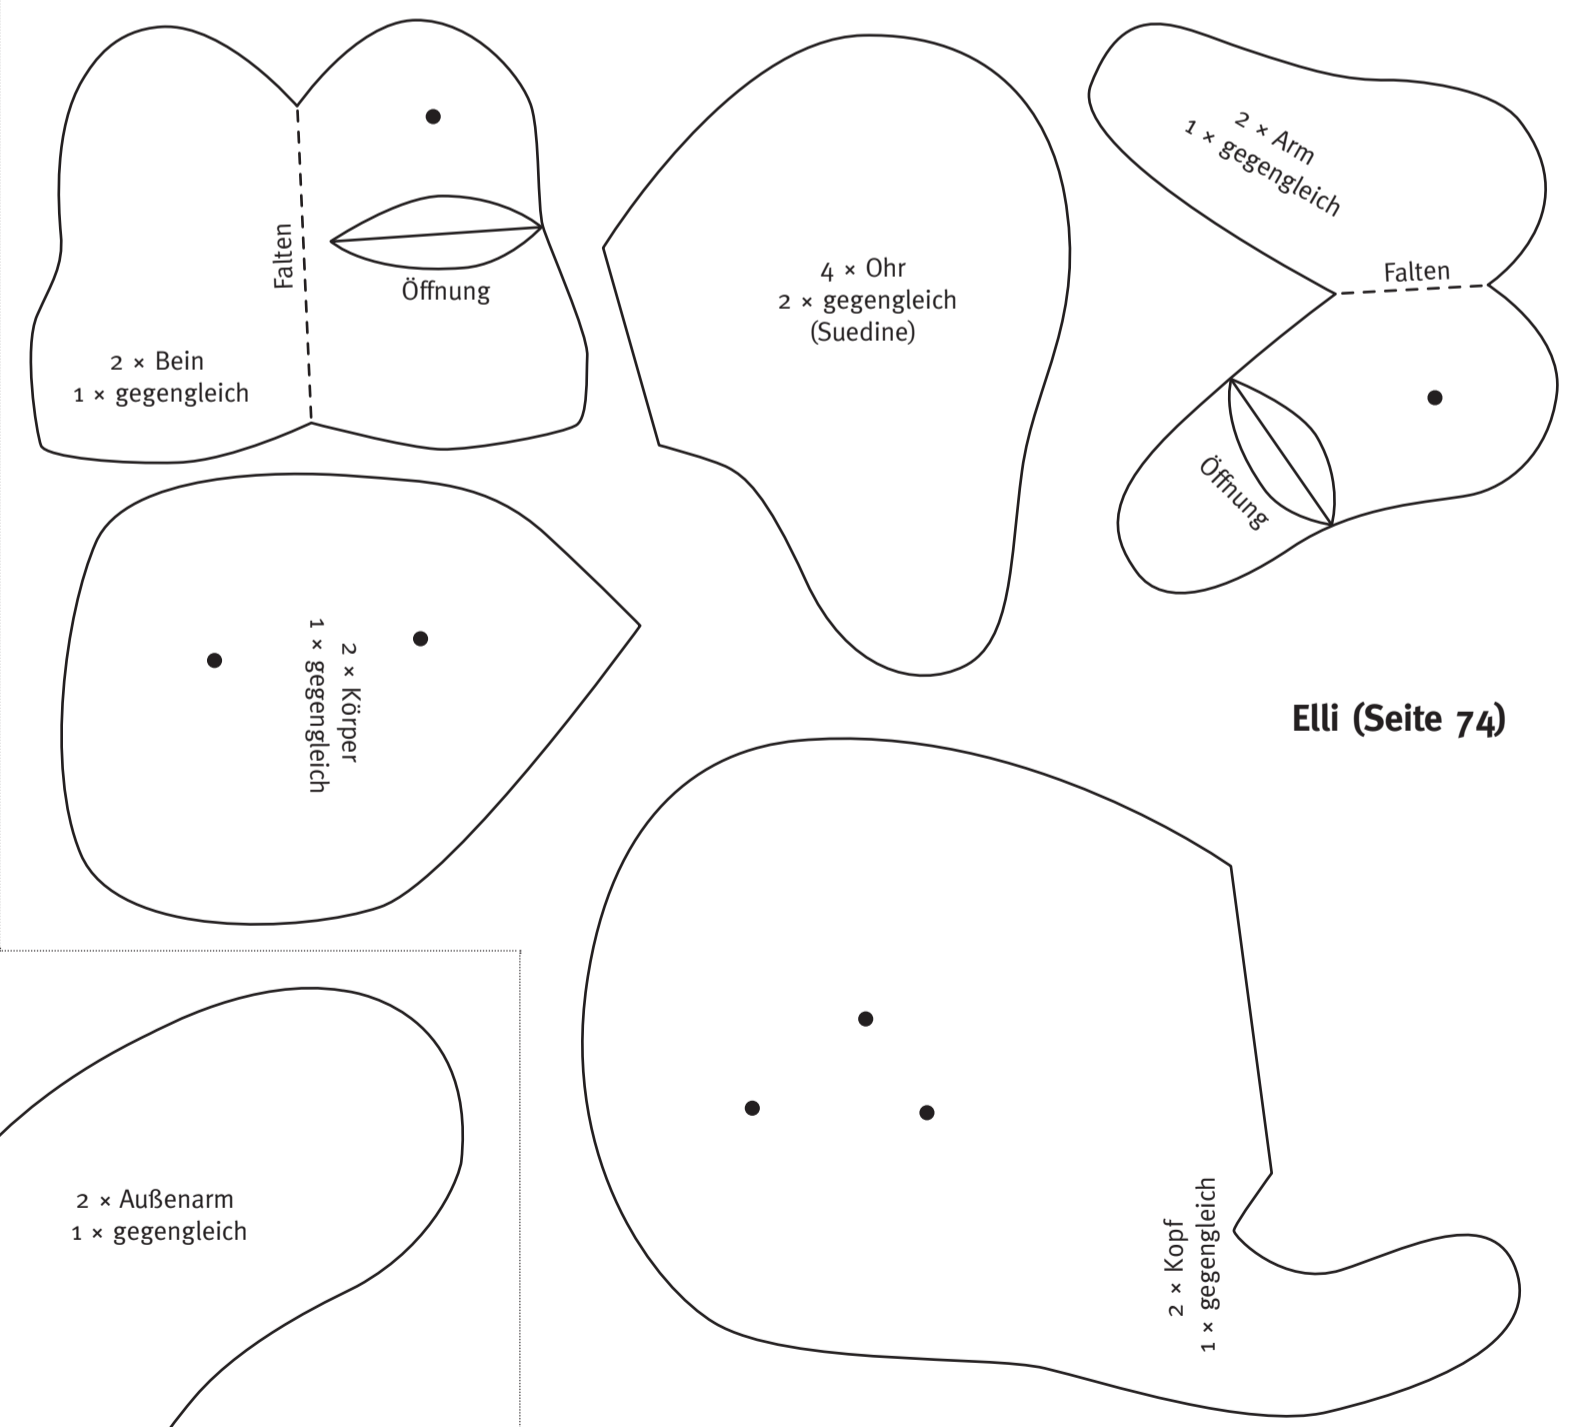 2 × Bein
1 × gegengleich
Falten
Öffnung
4 × Ohr
2 × gegengleich
(Suedine)
2 × Arm
1 × gegengleich
Falten
Öffnung
2 × Körper
1 × gegengleich
Elli (Seite 74)
2 × Kopf
1 × gegengleich
2 × Außenarm
1 × gegengleich